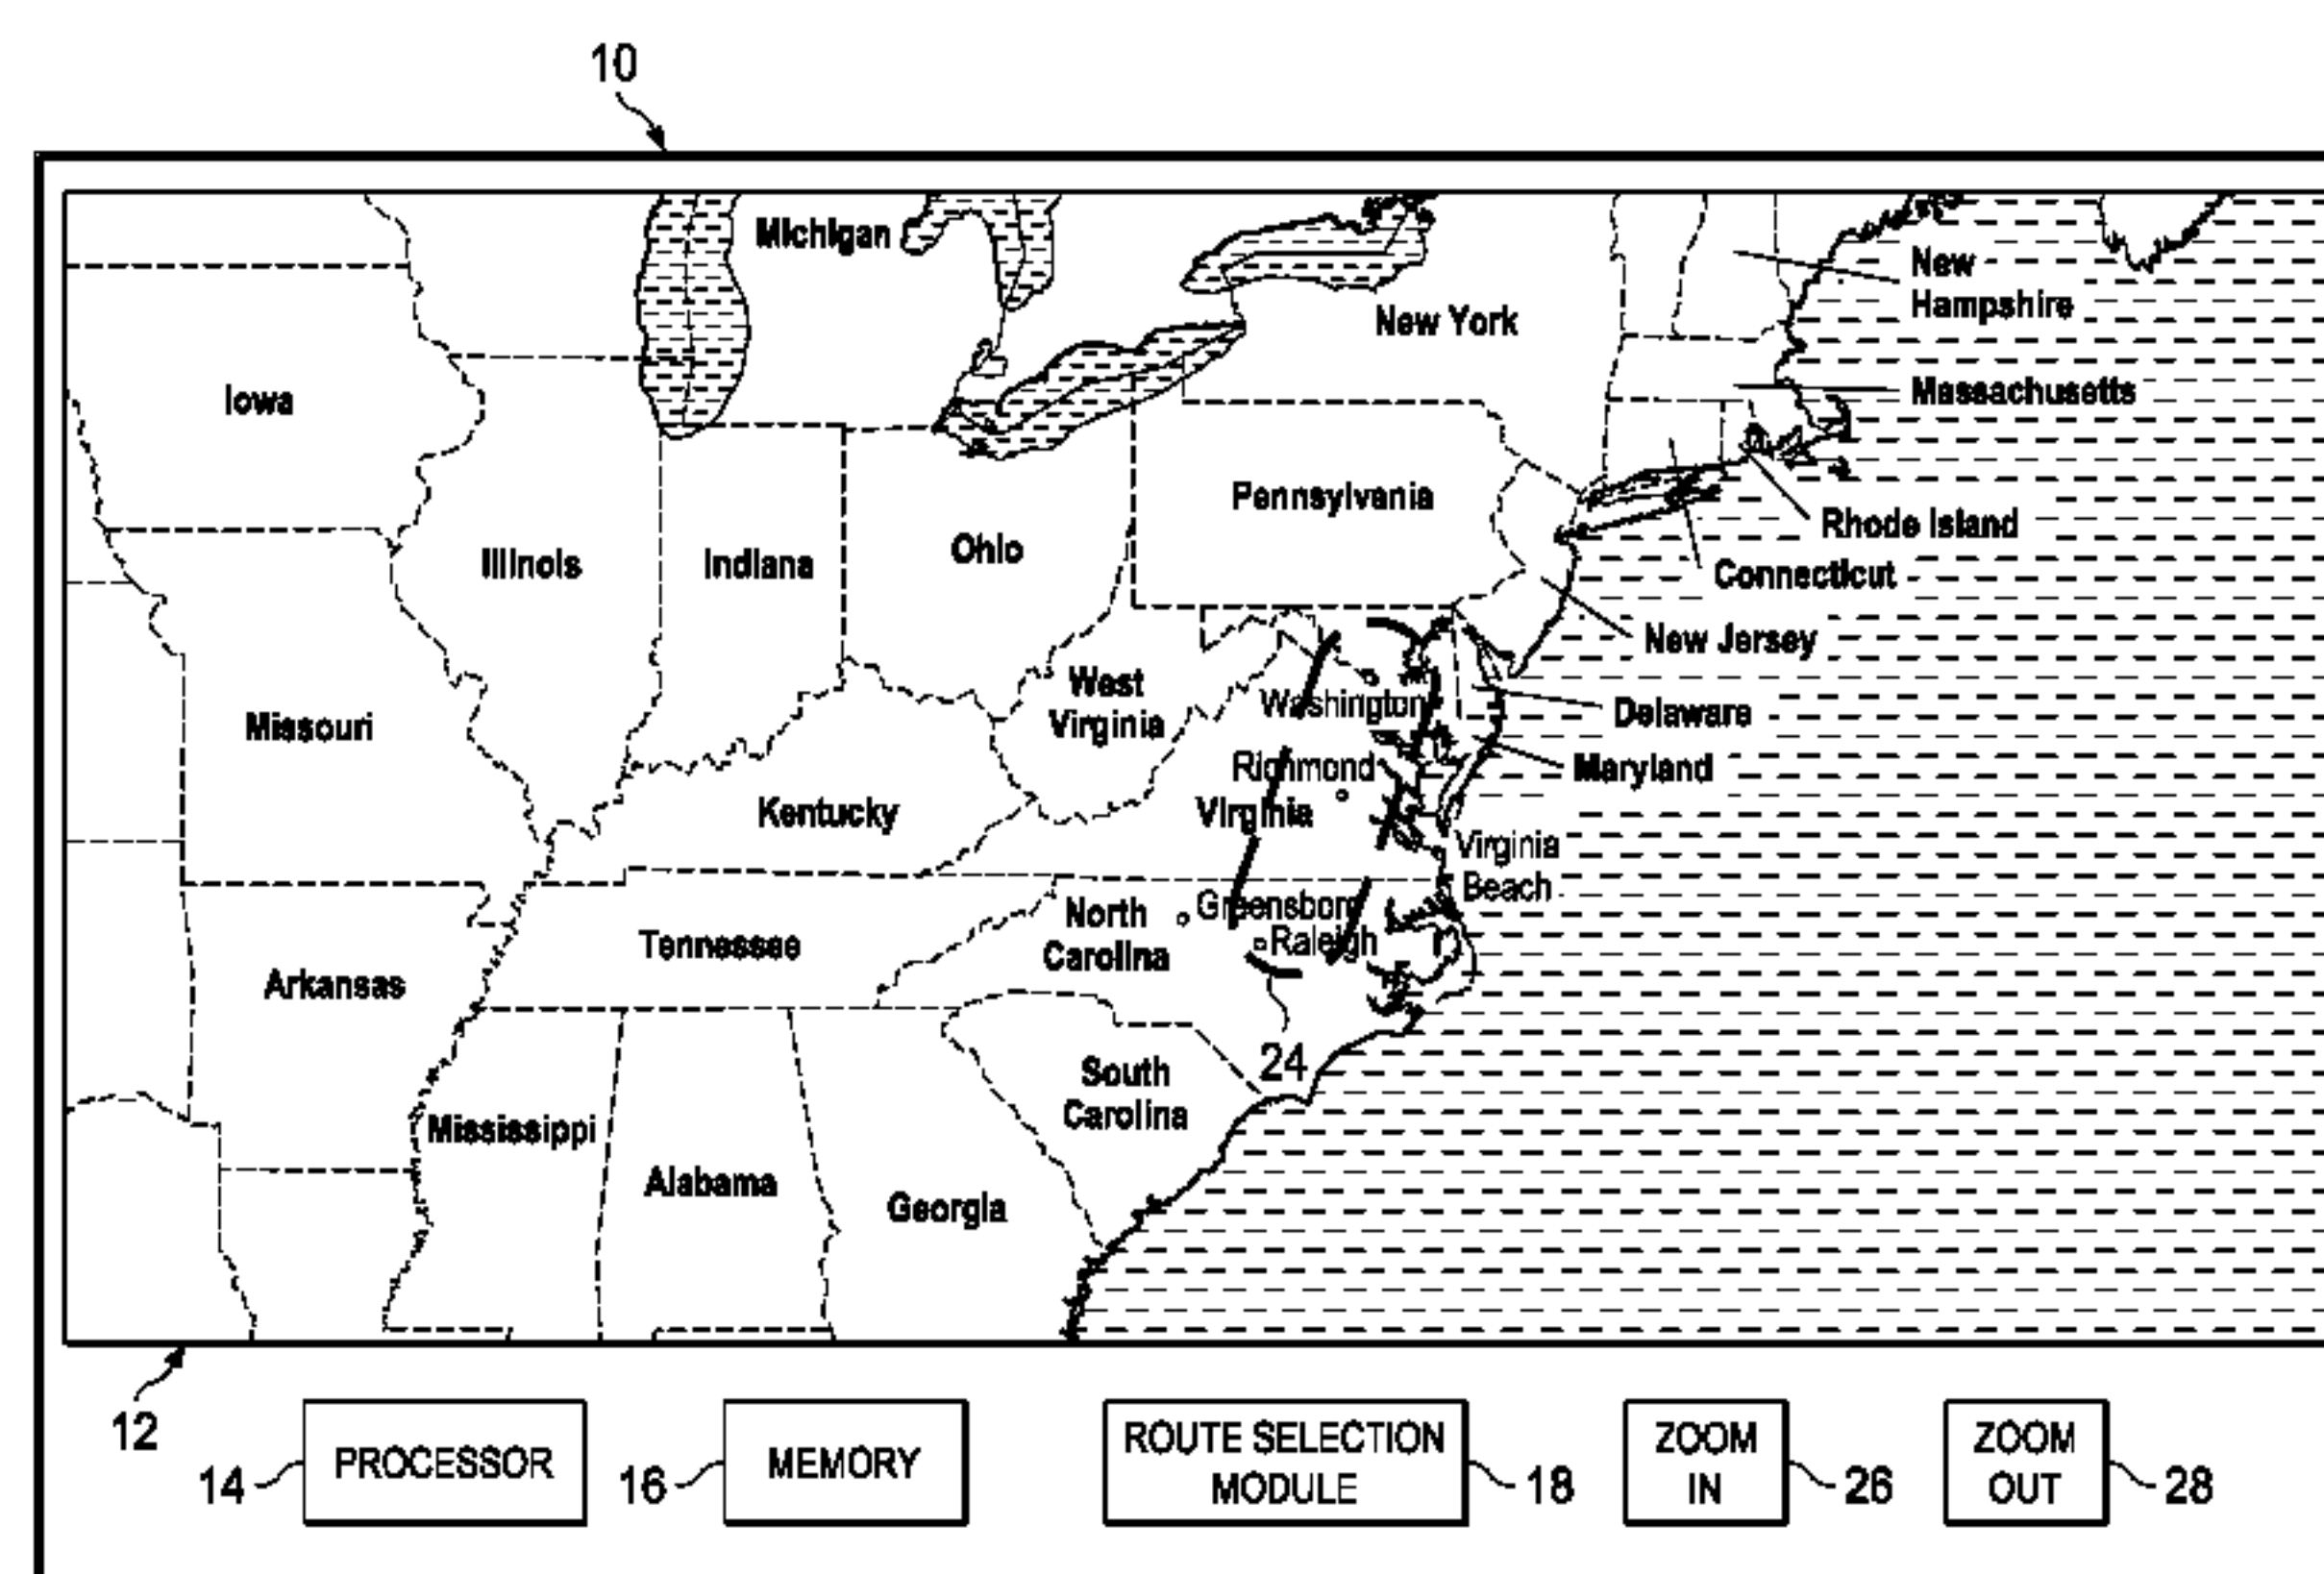 10
Michigan
New
Hampshire
New York
Iowa
Massachusetts
Pennsylvania
Rhode Island
Illinois
Indiana
Ohio
Connecticut
New Jersey
West
Virginia
Washington
Delaware
Missouri
Richmond
Maryland
Kentucky
Virginia
Virginia
Beach
North
Carolina
Greensboro
Tennessee
Raleigh
Arkansas
24
South
Carolina
Mississippi
Alabama
Georgia
12
14
PROCESSOR
16
MEMORY
ROUTE SELECTION
MODULE
18
ZOOM
IN
26
ZOOM
OUT
28